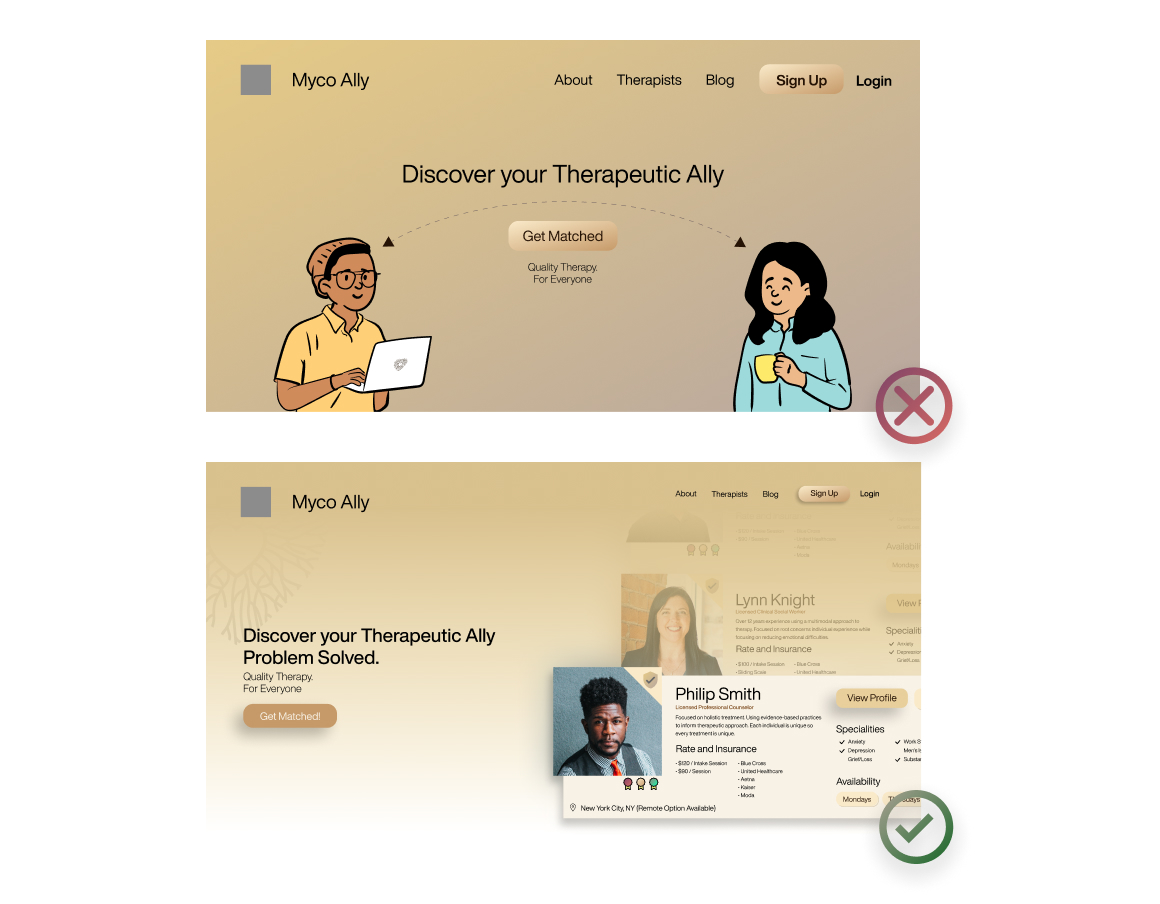 Myco Ally
About Therapists Blog Sign Up Login
Discover your Therapeutic Ally
Get Matched
Quality Therapy.
For Everyone
Myco Ally
About Therapists Blog Sign Up Login
Discover your Therapeutic Ally
Problem Solved.
Quality Therapy.
For Everyone
Get Matched!
Mondays
Lynn Knight
Licensed Clinical Social Worker
Over 12 years experience using a multimodal approach to
therapy. Focused on most concerns individual experience while
focusing on reducing emotional difficulties.
Rate and Insurance
• $100 / Intake Session
• Sliding Scale
• Blue Cross
• United Healthcare
View
Anxiety
Depression
Grief/Loss
Philip Smith
Licensed Professional Counselor
Focused on holistic treatment. Using evidence-based practices
to inform therapeutic approach. Each individual is unique so
every treatment is unique.
Rate and Insurance
• $120 / Intake Session
• $90 / Session
• Blue Cross
• United Healthcare
• Aetna
• Kaiser
• Moda
New York City, NY (Remote Option Available)
View Profile
Specialities
Anxiety
Depression
Grief/Loss
Work S
Men's Is
Substan
Availability
Mondays